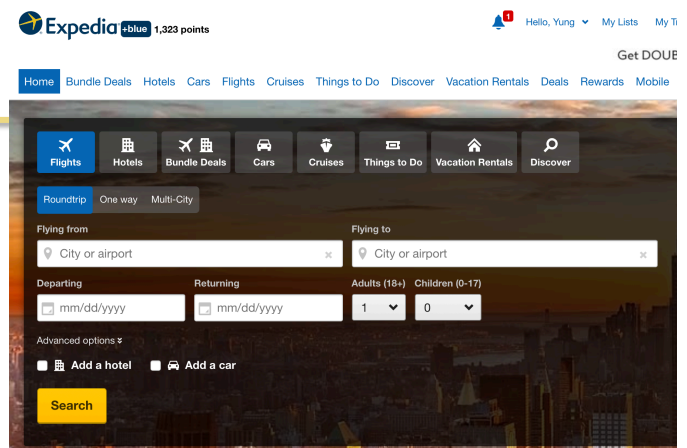 Expedia +blue 1,323 points
1 Hello, Yung My Lists My
Get
Home Bundle Deals Hotels Cars Flights Cruises Things to Do Discover Vacation Rentals Deals Rewards Mobile
Flights Hotels Bundle Deals Cars Cruises Things to Do Vacation Rentals Discover
Roundtrip One way Multi-City
Flying from Flying to
City or airport City or airport
Departing Returning Adults (18+) Children (0-17)
mm/dd/yyyy mm/dd/yyyy 1 0
Advanced options
Add a hotel Add a car
Search